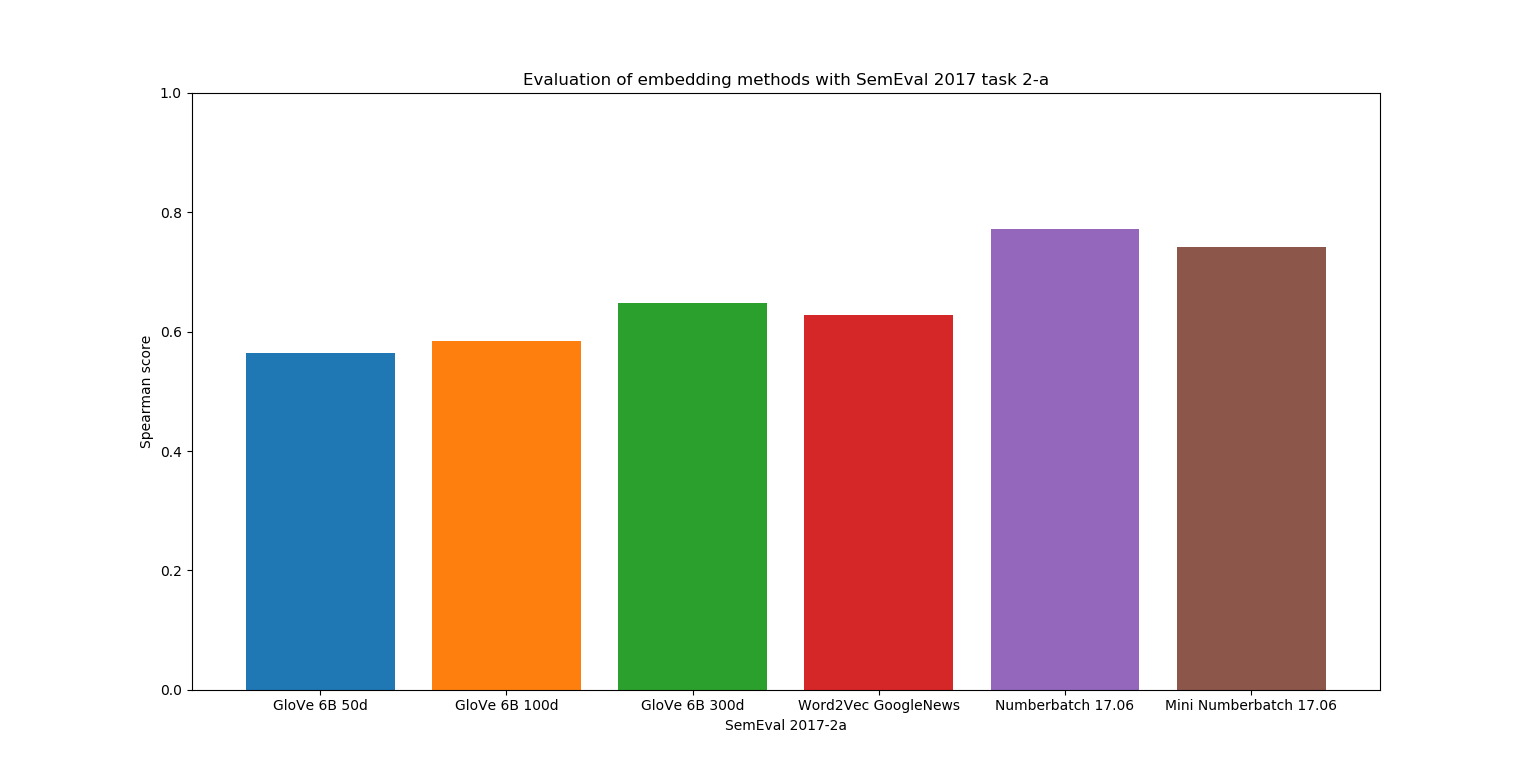 Evaluation of embedding methods with SemEval 2017 task 2-a
1.0
0.8
0.6
0.4
0.2
0.0
Spearman score
GloVe 6B 50d
GloVe 6B 100d
GloVe 6B 300d
Word2Vec GoogleNews
Numberbatch 17.06
Mini Numberbatch 17.06
SemEval 2017-2a